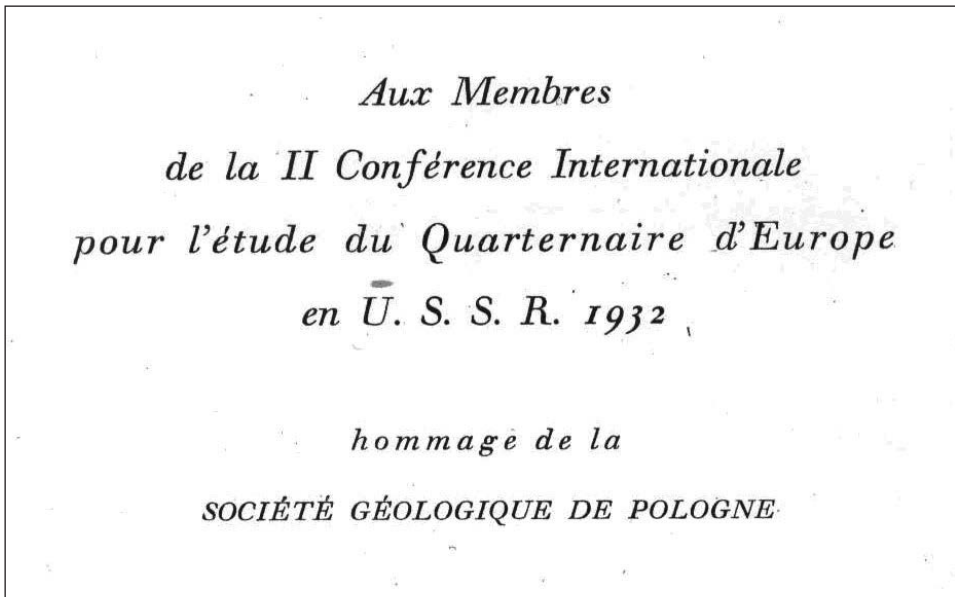 Aux Membres
de la II Conférence Internationale
pour l'étude du Quarternaire d'Europe
en U. S. S. R. 1932
hommage de la
SOCIÉTÉ GÉOLOGIQUE DE POLOGNE